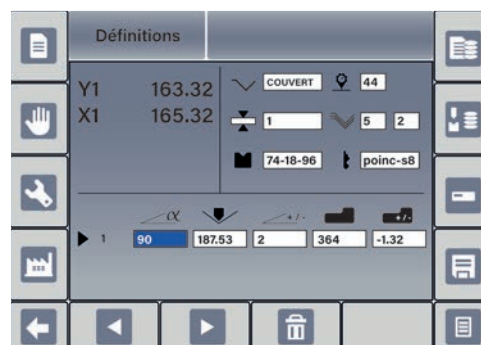 Définitions
Y1 163.32 COUVERT 44
X1 165.32 1 5 2
74-18-96 poinc-s8
α +/- +/-
1 90 187.53 2 364 -1.32